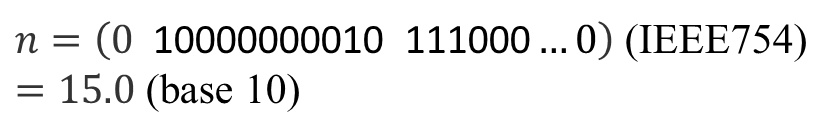 n = (0 10000000010 111000 ... 0) (IEEE754)
= 15.0 (base 10)